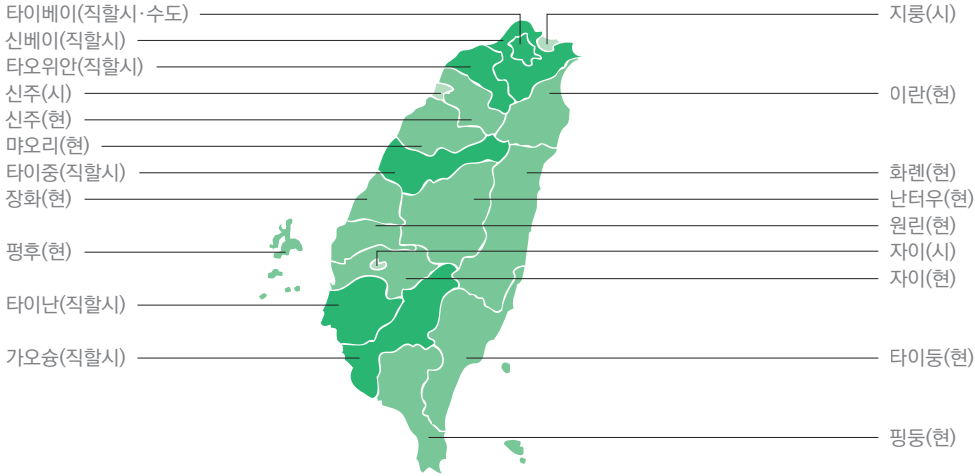 타이베이(직할시·수도)
신베이(직할시)
타오위안(직할시)
신주(시)
신주(현)
먀오리(현)
타이중(직할시)
장화(현)
펑후(현)
타이난(직할시)
가오슝(직할시)
지룽(시)
이란(현)
화롄(현)
난터우(현)
윈린(현)
자이(시)
자이(현)
타이둥(현)
핑둥(현)